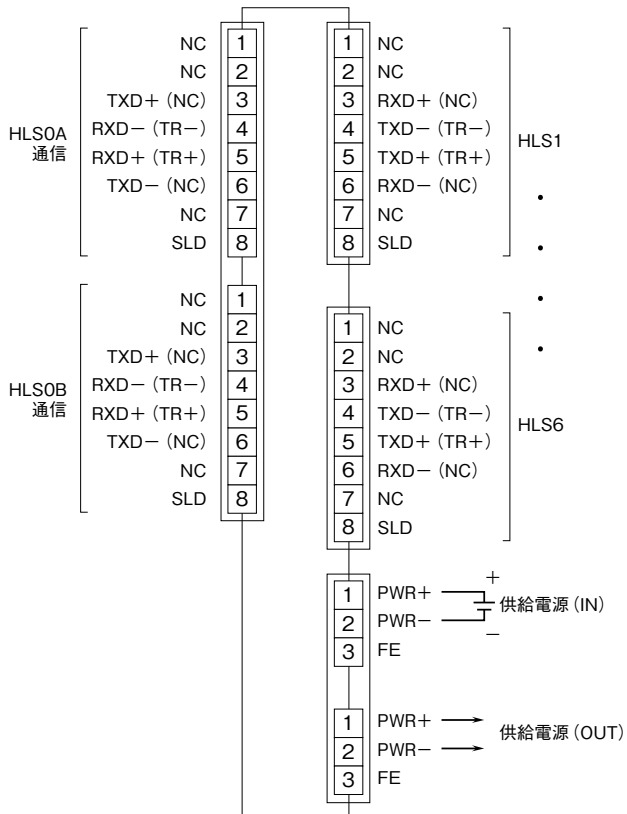 HLS0A
通信
NC 1
NC 2
TXD+ (NC) 3
RXD− (TR−) 4
RXD+ (TR+) 5
TXD− (NC) 6
NC 7
SLD 8
HLS0B
通信
NC 1
NC 2
TXD+ (NC) 3
RXD− (TR−) 4
RXD+ (TR+) 5
TXD− (NC) 6
NC 7
SLD 8
1 NC
2 NC
3 RXD+ (NC)
4 TXD− (TR−)
5 TXD+ (TR+)
6 RXD− (NC)
7 NC
8 SLD
HLS1
1 NC
2 NC
3 RXD+ (NC)
4 TXD− (TR−)
5 TXD+ (TR+)
6 RXD− (NC)
7 NC
8 SLD
HLS6
1 PWR+
2 PWR−
3 FE
+
供給電源 (IN)
−
1 PWR+
2 PWR−
3 FE
供給電源 (OUT)